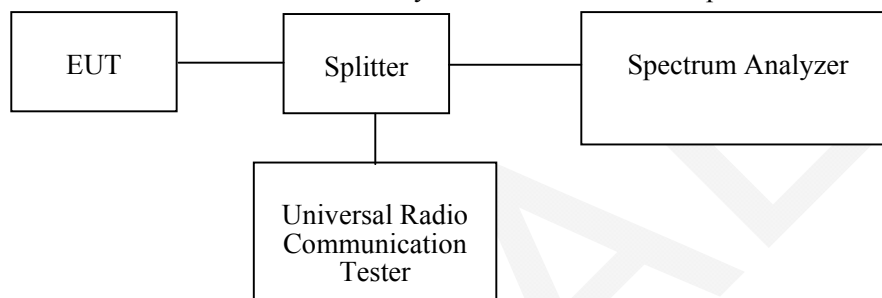 EUT
Splitter
Spectrum Analyzer
Universal Radio
Communication
Tester